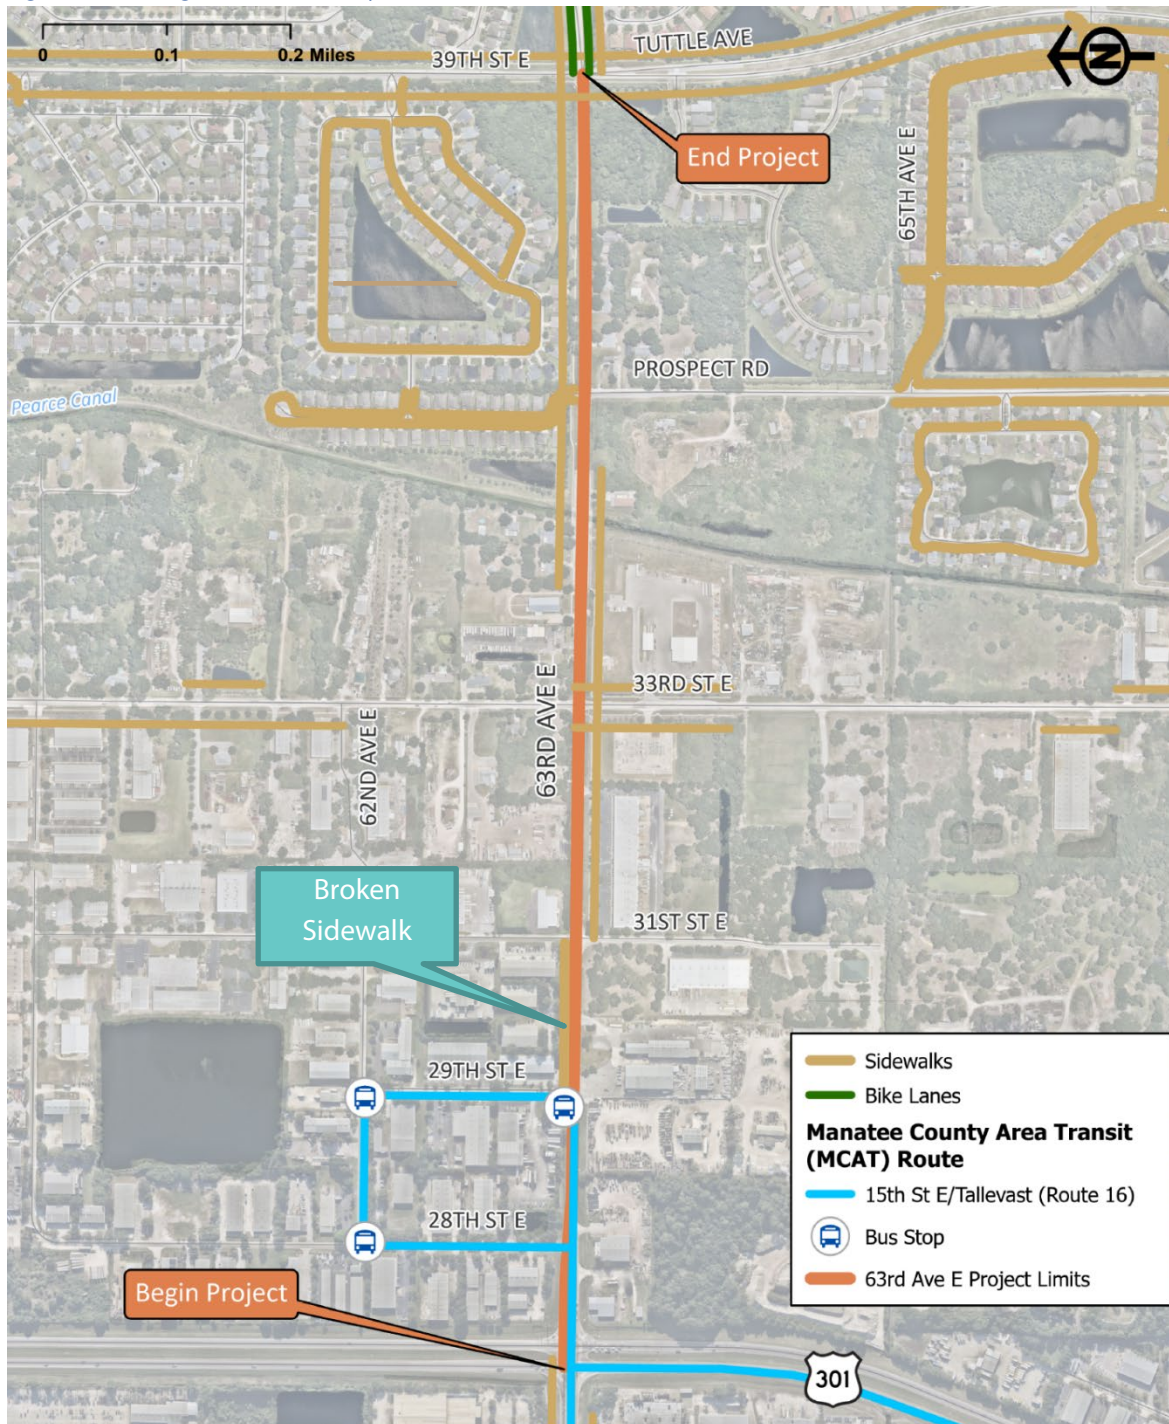 0 0.1 0.2 Miles
39TH ST E
TUTTLE AVE
N
End Project
65TH AVE E
PROSPECT RD
Pearce Canal
33RD ST E
63RD AVE E
62ND AVE E
Broken
Sidewalk
31ST ST E
29TH ST E
28TH ST E
Begin Project
301
Sidewalks
Bike Lanes
Manatee County Area Transit
(MCAT) Route
15th St E/Tallevast (Route 16)
Bus Stop
63rd Ave E Project Limits